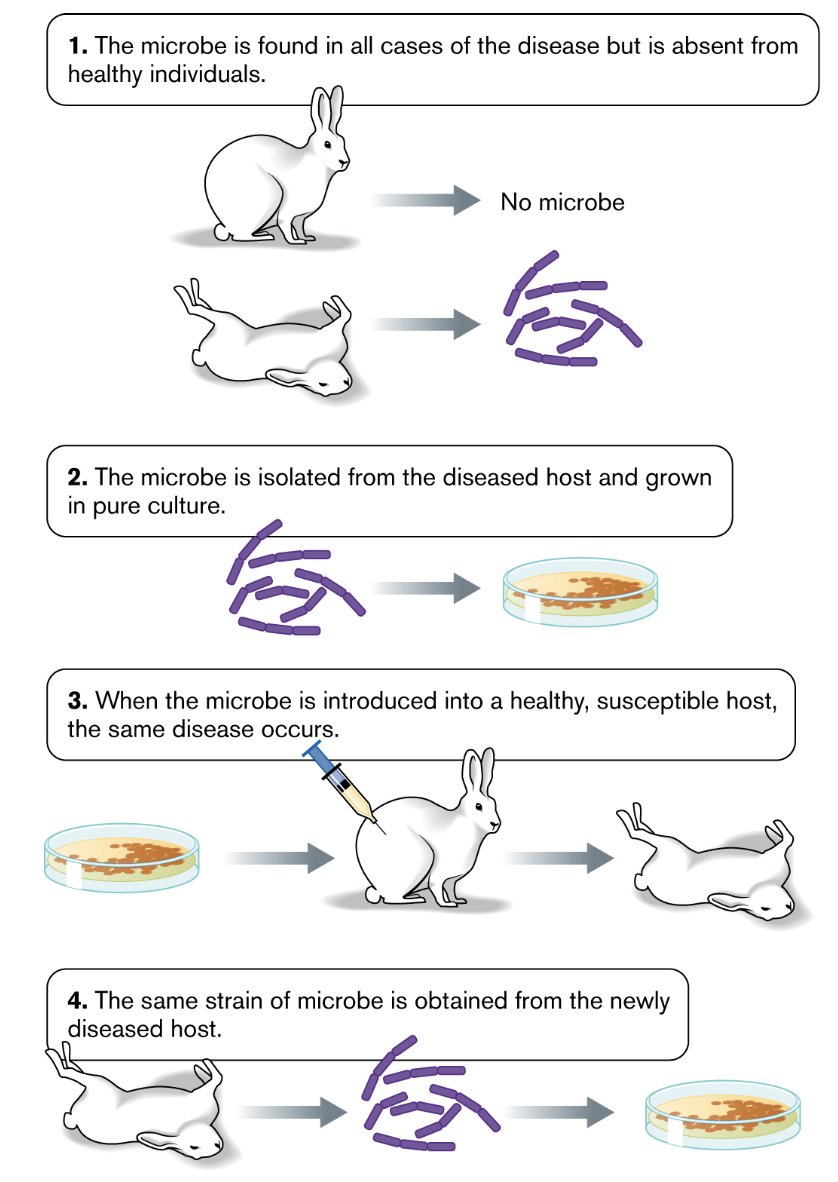 1. The microbe is found in all cases of the disease but is absent from
healthy individuals.
No microbe
2. The microbe is isolated from the diseased host and grown
in pure culture.
3. When the microbe is introduced into a healthy, susceptible host,
the same disease occurs.
4. The same strain of microbe is obtained from the newly
diseased host.